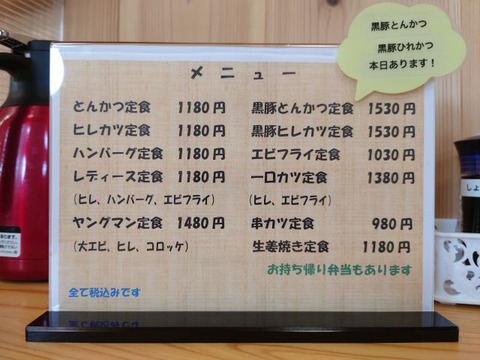 黒豚とんかつ
黒豚ひれかつ
本日あります！
メニュー
とんかつ定食 1180円
ヒレカツ定食 1180円
ハンバーグ定食 1180円
レディース定食 1180円
（ヒレ、ハンバーグ、エビフライ）
ヤングマン定食 1480円
（大エビ、ヒレ、コロッケ）
黒豚とんかつ定食 1530円
黒豚ヒレカツ定食 1530円
エビフライ定食 1030円
一口カツ定食 1380円
（ヒレ、エビフライ）
串カツ定食 980円
生姜焼き定食 1180円
お持ち帰り弁当もあります
全て税込みです
しょ